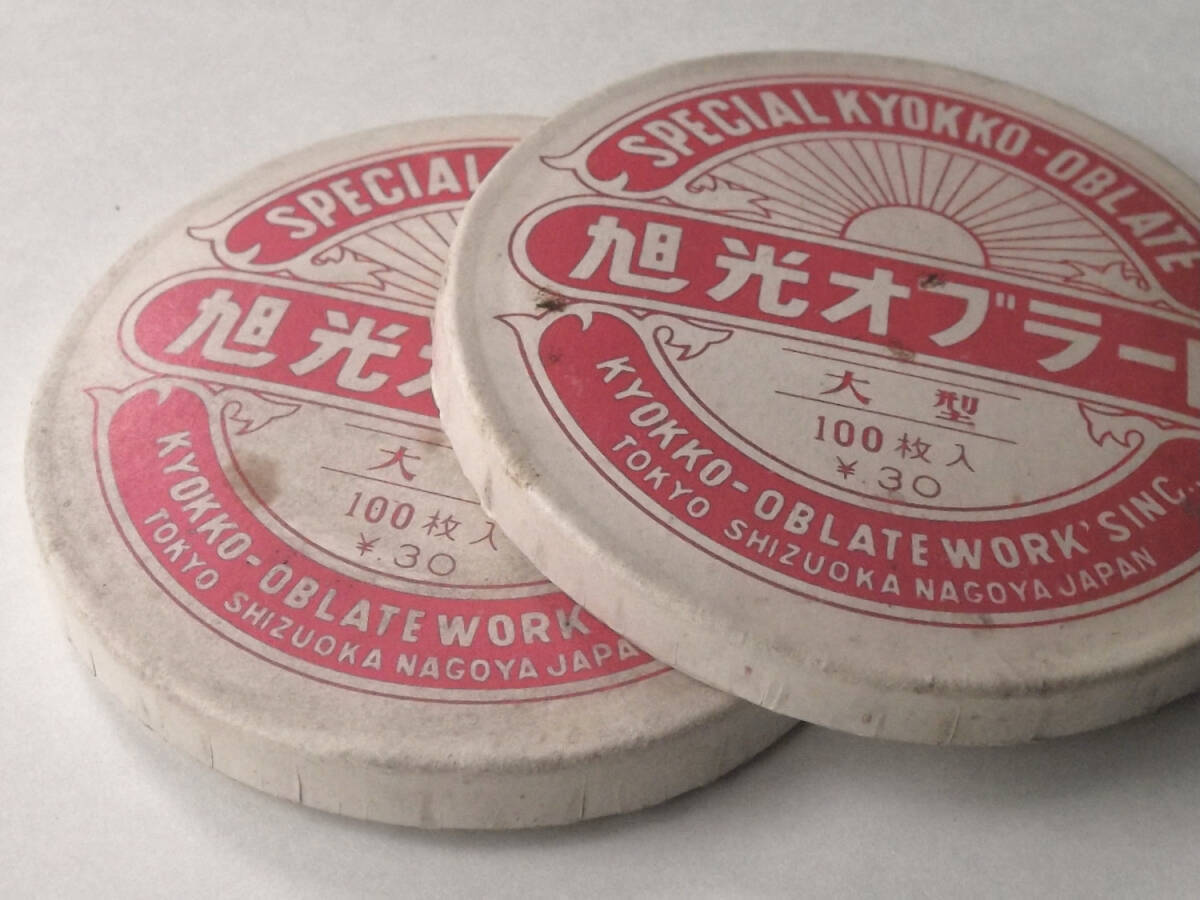 SPECIAL
旭光オ
大
100枚入
¥.30
KYOKKO-OBLATE WORK
TOKYO SHIZUOKA NAGOYA JAPA
SPECIAL KYOKKO-OBLATE
旭光オブラー
大型
100枚入
¥.30
KYOKKO-OBLATE WORK'S INC..
TOKYO SHIZUOKA NAGOYA JAPAN